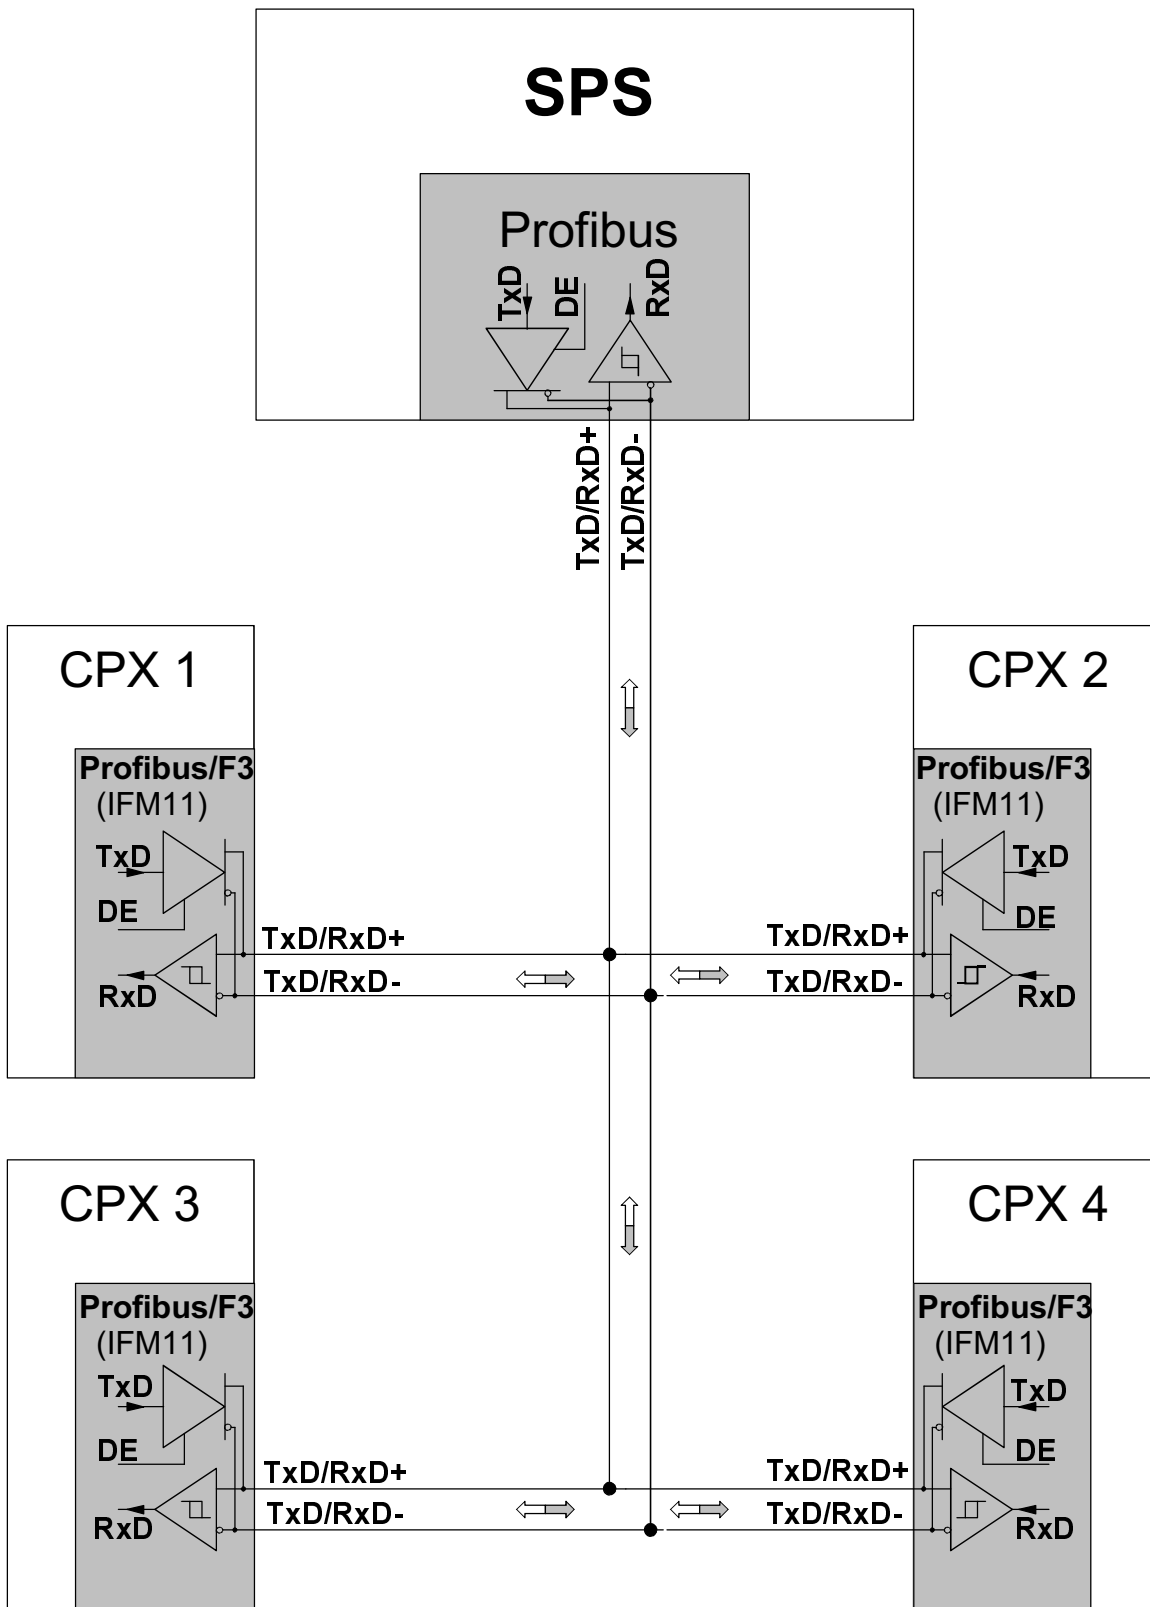 SPS
Profibus
TxD
DE
RxD
TxD/RxD+
TxD/RxD-
CPX 1
Profibus/F3
(IFM11)
TxD
DE
RxD
TxD/RxD+
TxD/RxD-
CPX 2
Profibus/F3
(IFM11)
TxD
DE
RxD
TxD/RxD+
TxD/RxD-
CPX 3
Profibus/F3
(IFM11)
TxD
DE
RxD
TxD/RxD+
TxD/RxD-
CPX 4
Profibus/F3
(IFM11)
TxD
DE
RxD
TxD/RxD+
TxD/RxD-